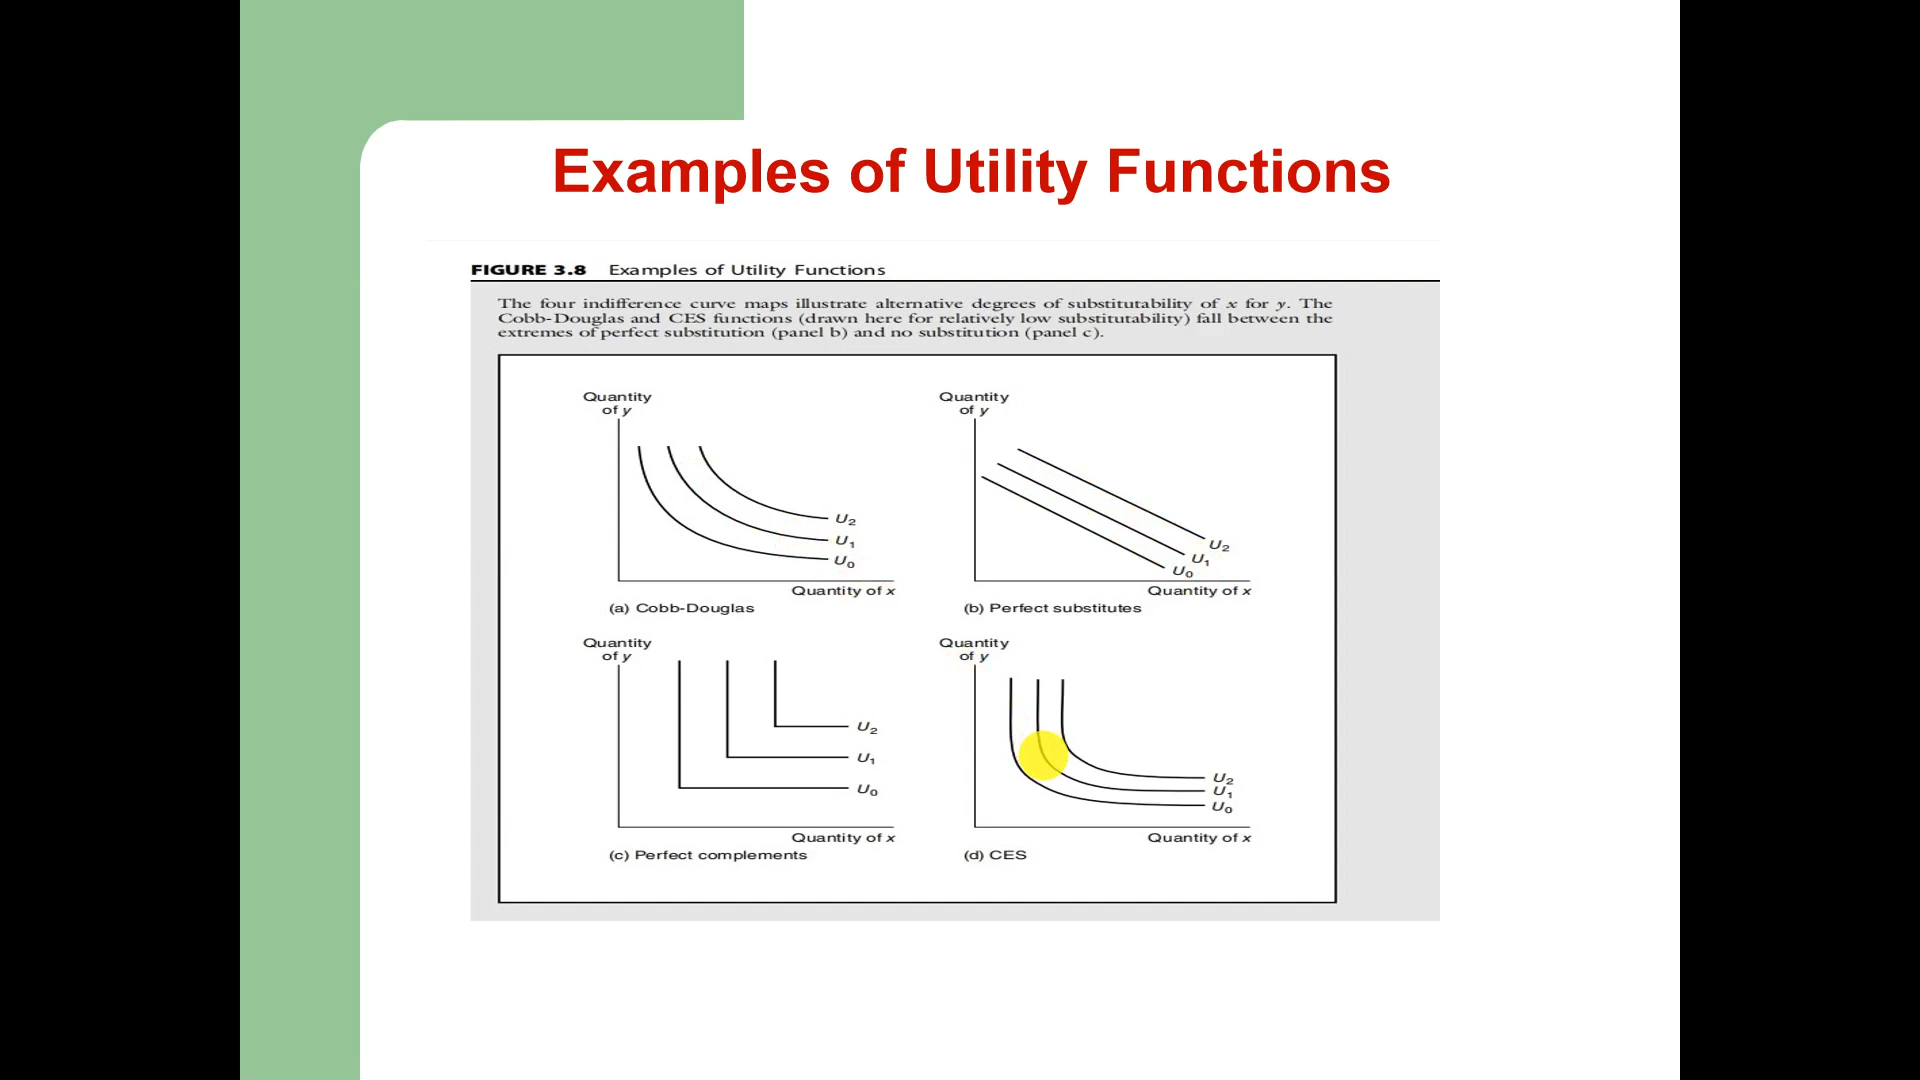 Examples of Utility Functions
FIGURE 3.8 Examples of Utility Functions
The four indifference curve maps illustrate alternative degrees of substitutability of x for y. The
Cobb-Douglas and CES functions (drawn here for relatively low substitutability) fall between the
extremes of perfect substitution (panel b) and no substitution (panel c).
Quantity
of y
U2
U1
U0
Quantity of x
(a) Cobb-Douglas
Quantity
of y
U2
U1
U0
Quantity of x
(b) Perfect substitutes
Quantity
of y
U2
U1
U0
Quantity of x
(c) Perfect complements
Quantity
of y
U2
U1
U0
Quantity of x
(d) CES